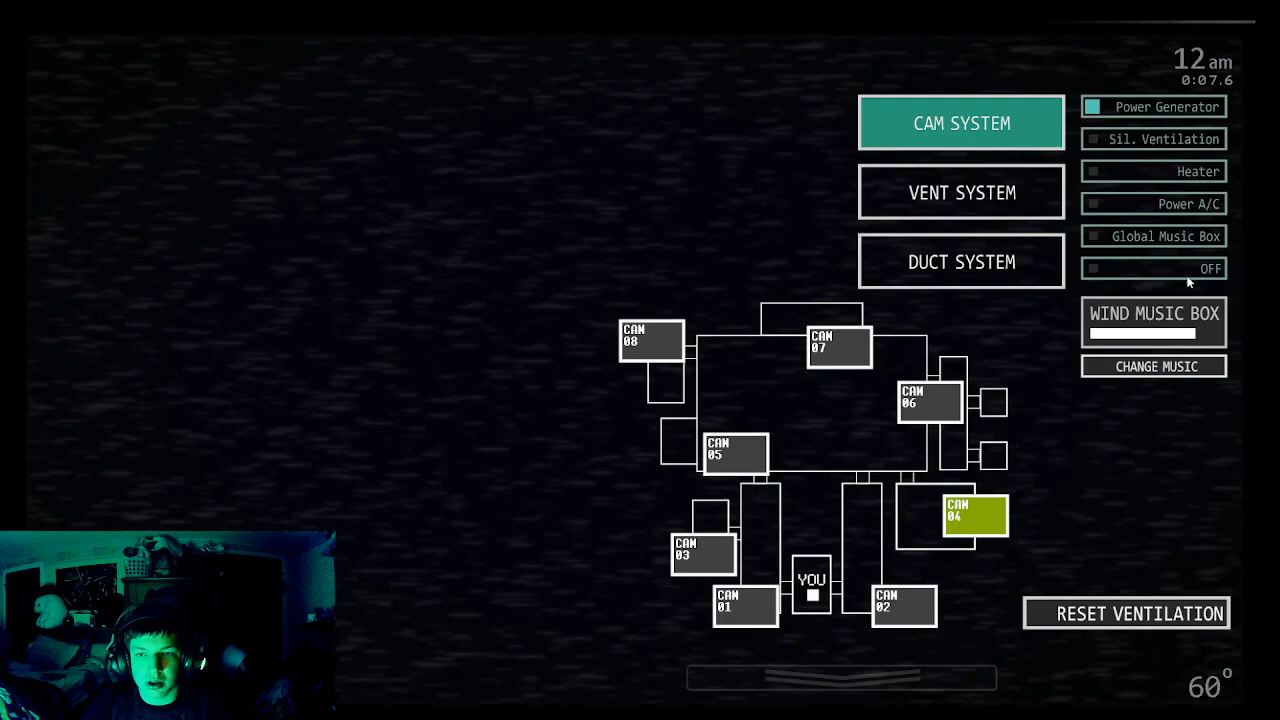 12 am
0:07.6
CAM SYSTEM
VENT SYSTEM
DUCT SYSTEM
Power Generator
Sil. Ventilation
Heater
Power A/C
Global Music Box
OFF
WIND MUSIC BOX
CHANGE MUSIC
CAM
08
CAM
07
CAM
06
CAM
05
CAM
04
CAM
03
YOU
CAM
01
CAM
02
RESET VENTILATION
60°